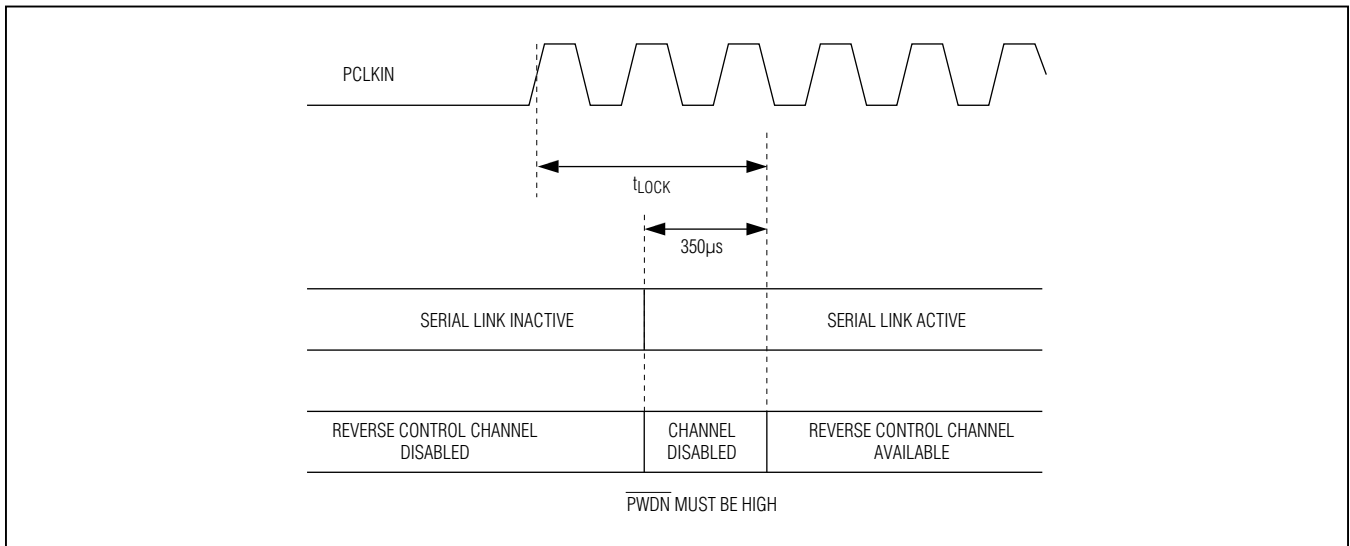 PCLKIN
tLOCK
350µs
SERIAL LINK INACTIVE
SERIAL LINK ACTIVE
REVERSE CONTROL CHANNEL
DISABLED
CHANNEL
DISABLED
REVERSE CONTROL CHANNEL
AVAILABLE
PWDN MUST BE HIGH